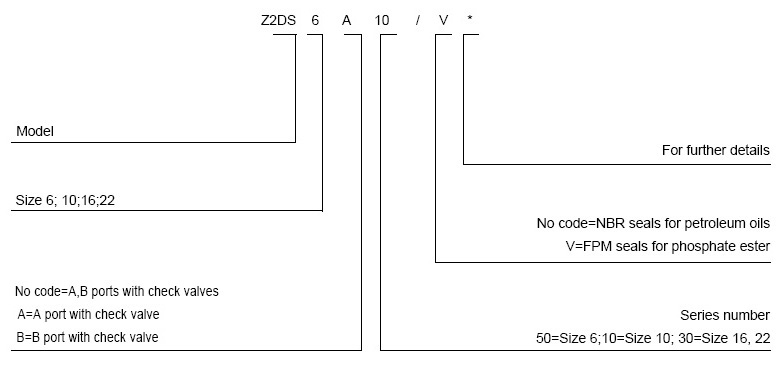 Z2DS 6 A 10 / V *
Model
For further details
Size 6; 10;16;22
No code=NBR seals for petroleum oils
V=FPM seals for phosphate ester
No code=A,B ports with check valves
A=A port with check valve
B=B port with check valve
Series number
50=Size 6;10=Size 10; 30=Size 16, 22